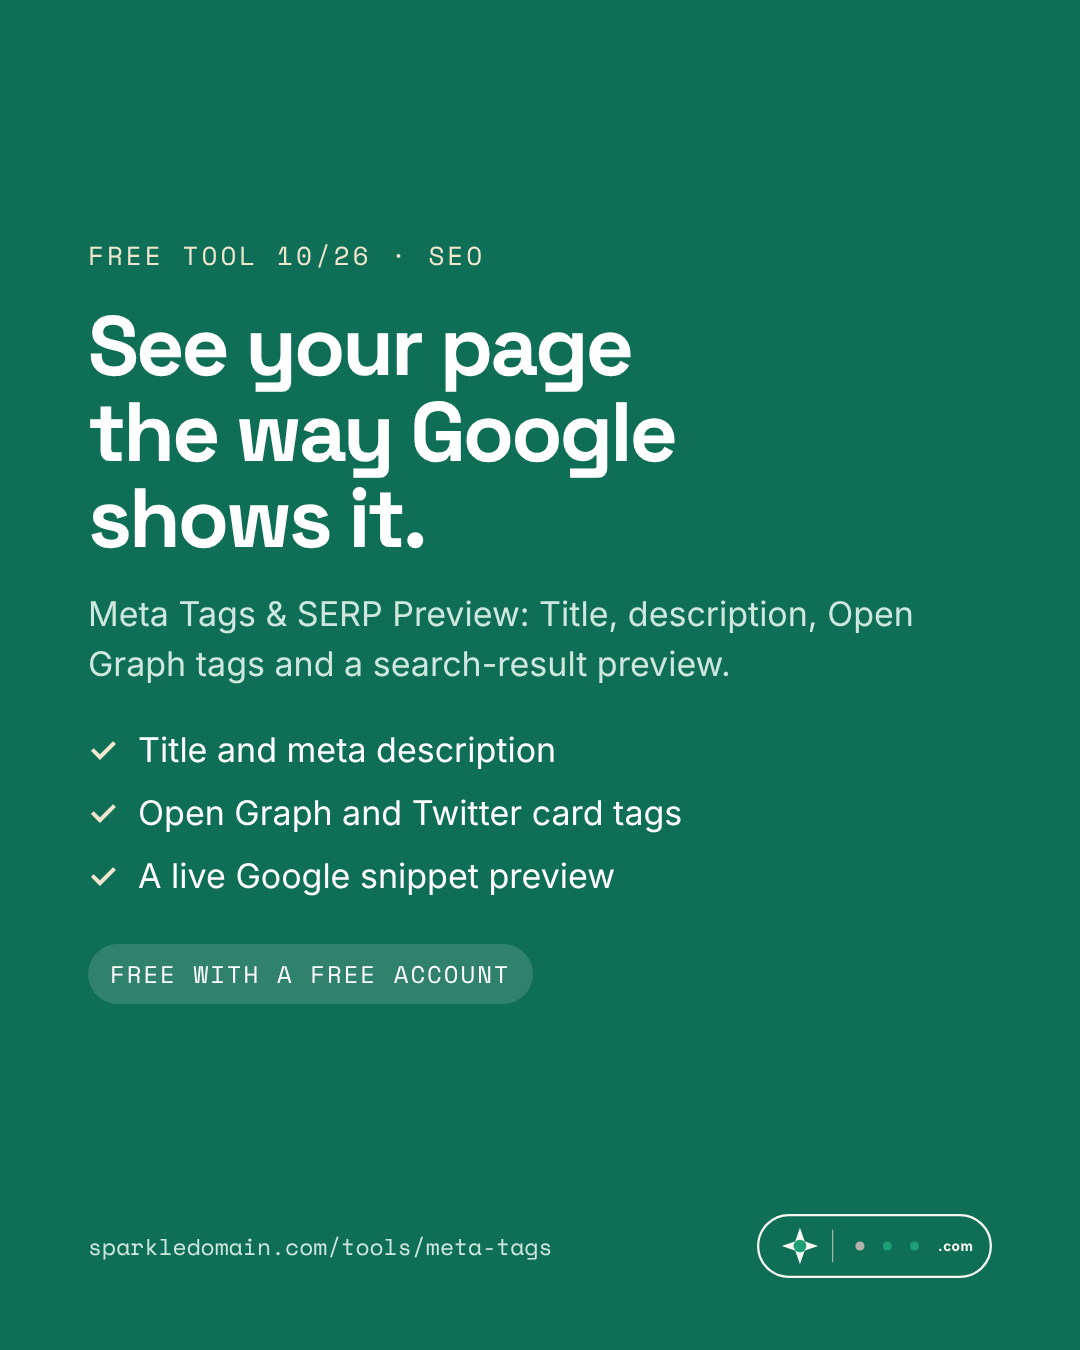 FREE TOOL 10/26 · SEO
See your page
the way Google
shows it.
Meta Tags & SERP Preview: Title, description, Open
Graph tags and a search-result preview.
✓ Title and meta description
✓ Open Graph and Twitter card tags
✓ A live Google snippet preview
FREE WITH A FREE ACCOUNT
sparkledomain.com/tools/meta-tags
.com